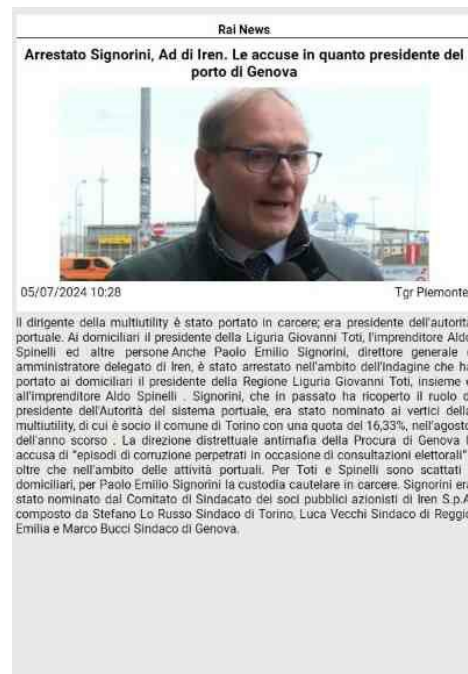 Rai News
Arrestato Signorini, Ad di Iren. Le accuse in quanto presidente del
porto di Genova
05/07/2024 10:28
Tgr Piemonte
Il dirigente della multiutility è stato portato in carcere; era presidente dell'autorità
portuale. Ai domiciliari il presidente della Liguria Giovanni Toti, l'imprenditore Aldo
Spinelli ed altre persone Anche Paolo Emilio Signorini, direttore generale e
amministratore delegato di Iren, è stato arrestato nell'ambito dell'indagine che ha
portato ai domiciliari il presidente della Regione Liguria Giovanni Toti, insieme e
all'imprenditore Aldo Spinelli . Signorini, che in passato ha ricoperto il ruolo d
presidente dell'Autorità del sistema portuale, era stato nominato ai vertici della
multiutility, di cui è socio il comune di Torino con una quota del 16,33%, nell'agosto
dell'anno scorso . La direzione distrettuale antimafia della Procura di Genova l
accusa di "episodi di corruzione perpetrati in occasione di consultazioni elettorali"
oltre che nell'ambito delle attività portuali. Per Toti e Spinelli sono scattati
domiciliari, per Paolo Emilio Signorini la custodia cautelare in carcere. Signorini era
stato nominato dal Comitato di Sindacato dei soci pubblici azionisti di Iren S.p.A
composto da Stefano Lo Russo Sindaco di Torino, Luca Vecchi Sindaco di Reggio
Emilia e Marco Bucci Sindaco di Genova.